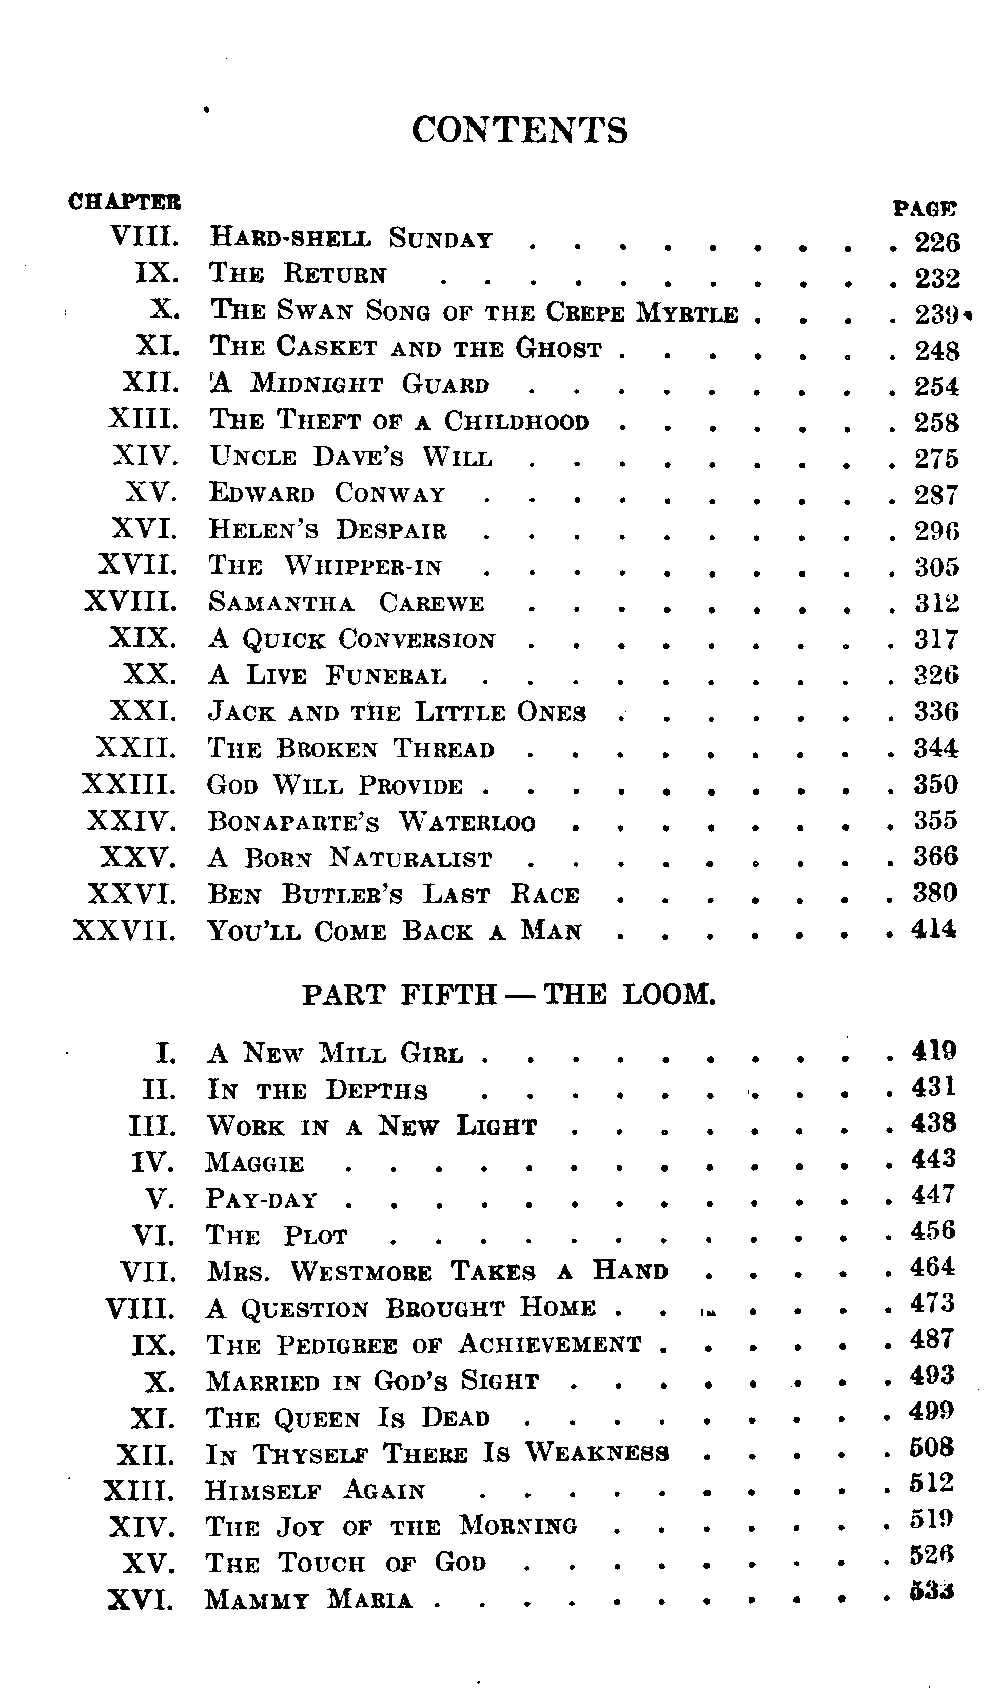 CONTENTS
CHAPTER PAGE
VIII. Hard-shell Sunday . . . . . . . . . 226
IX. The Return . . . . . . . . . . . 232
X. The Swan Song of the Crepe Myrtle . . . . 239
XI. The Casket and the Ghost . . . . . . . 248
XII. A Midnight Guard . . . . . . . . . 254
XIII. The Theft of a Childhood . . . . . . . 258
XIV. Uncle Dave's Will . . . . . . . . . 275
XV. Edward Conway . . . . . . . . . . 287
XVI. Helen's Despair . . . . . . . . . . 296
XVII. The Whipper-in . . . . . . . . . . 305
XVIII. Samantha Carewe . . . . . . . . . 312
XIX. A Quick Conversion . . . . . . . . . 317
XX. A Live Funeral . . . . . . . . . . 326
XXI. Jack and the Little Ones . . . . . . . 336
XXII. The Broken Thread . . . . . . . . . 344
XXIII. God Will Provide . . . . . . . . . . 350
XXIV. Bonaparte's Waterloo . . . . . . . . 355
XXV. A Born Naturalist . . . . . . . . . 366
XXVI. Ben Butler's Last Race . . . . . . . 380
XXVII. You'll Come Back a Man . . . . . . . 414
PART FIFTH — THE LOOM.
I. A New Mill Girl . . . . . . . . . . 419
II. In the Depths . . . . . . . . . . 431
III. Work in a New Light . . . . . . . . 438
IV. Maggie . . . . . . . . . . . . . 443
V. Pay-day . . . . . . . . . . . . . 447
VI. The Plot . . . . . . . . . . . . 456
VII. Mrs. Westmore Takes a Hand . . . . . 464
VIII. A Question Brought Home . . . . . . . 473
IX. The Pedigree of Achievement . . . . . . 487
X. Married in God's Sight . . . . . . . . 493
XI. The Queen Is Dead . . . . . . . . . 499
XII. In Thyself There Is Weakness . . . . . 508
XIII. Himself Again . . . . . . . . . . 512
XIV. The Joy of the Morning . . . . . . . 519
XV. The Touch of God . . . . . . . . . 526
XVI. Mammy Maria . . . . . . . . . . . 533